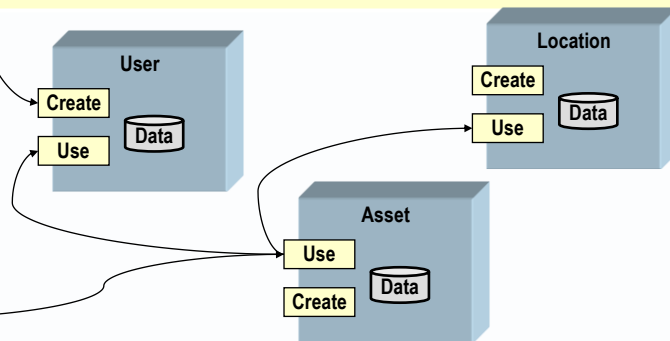 User
Create
Data
Use
Location
Create
Data
Use
Asset
Use
Data
Create